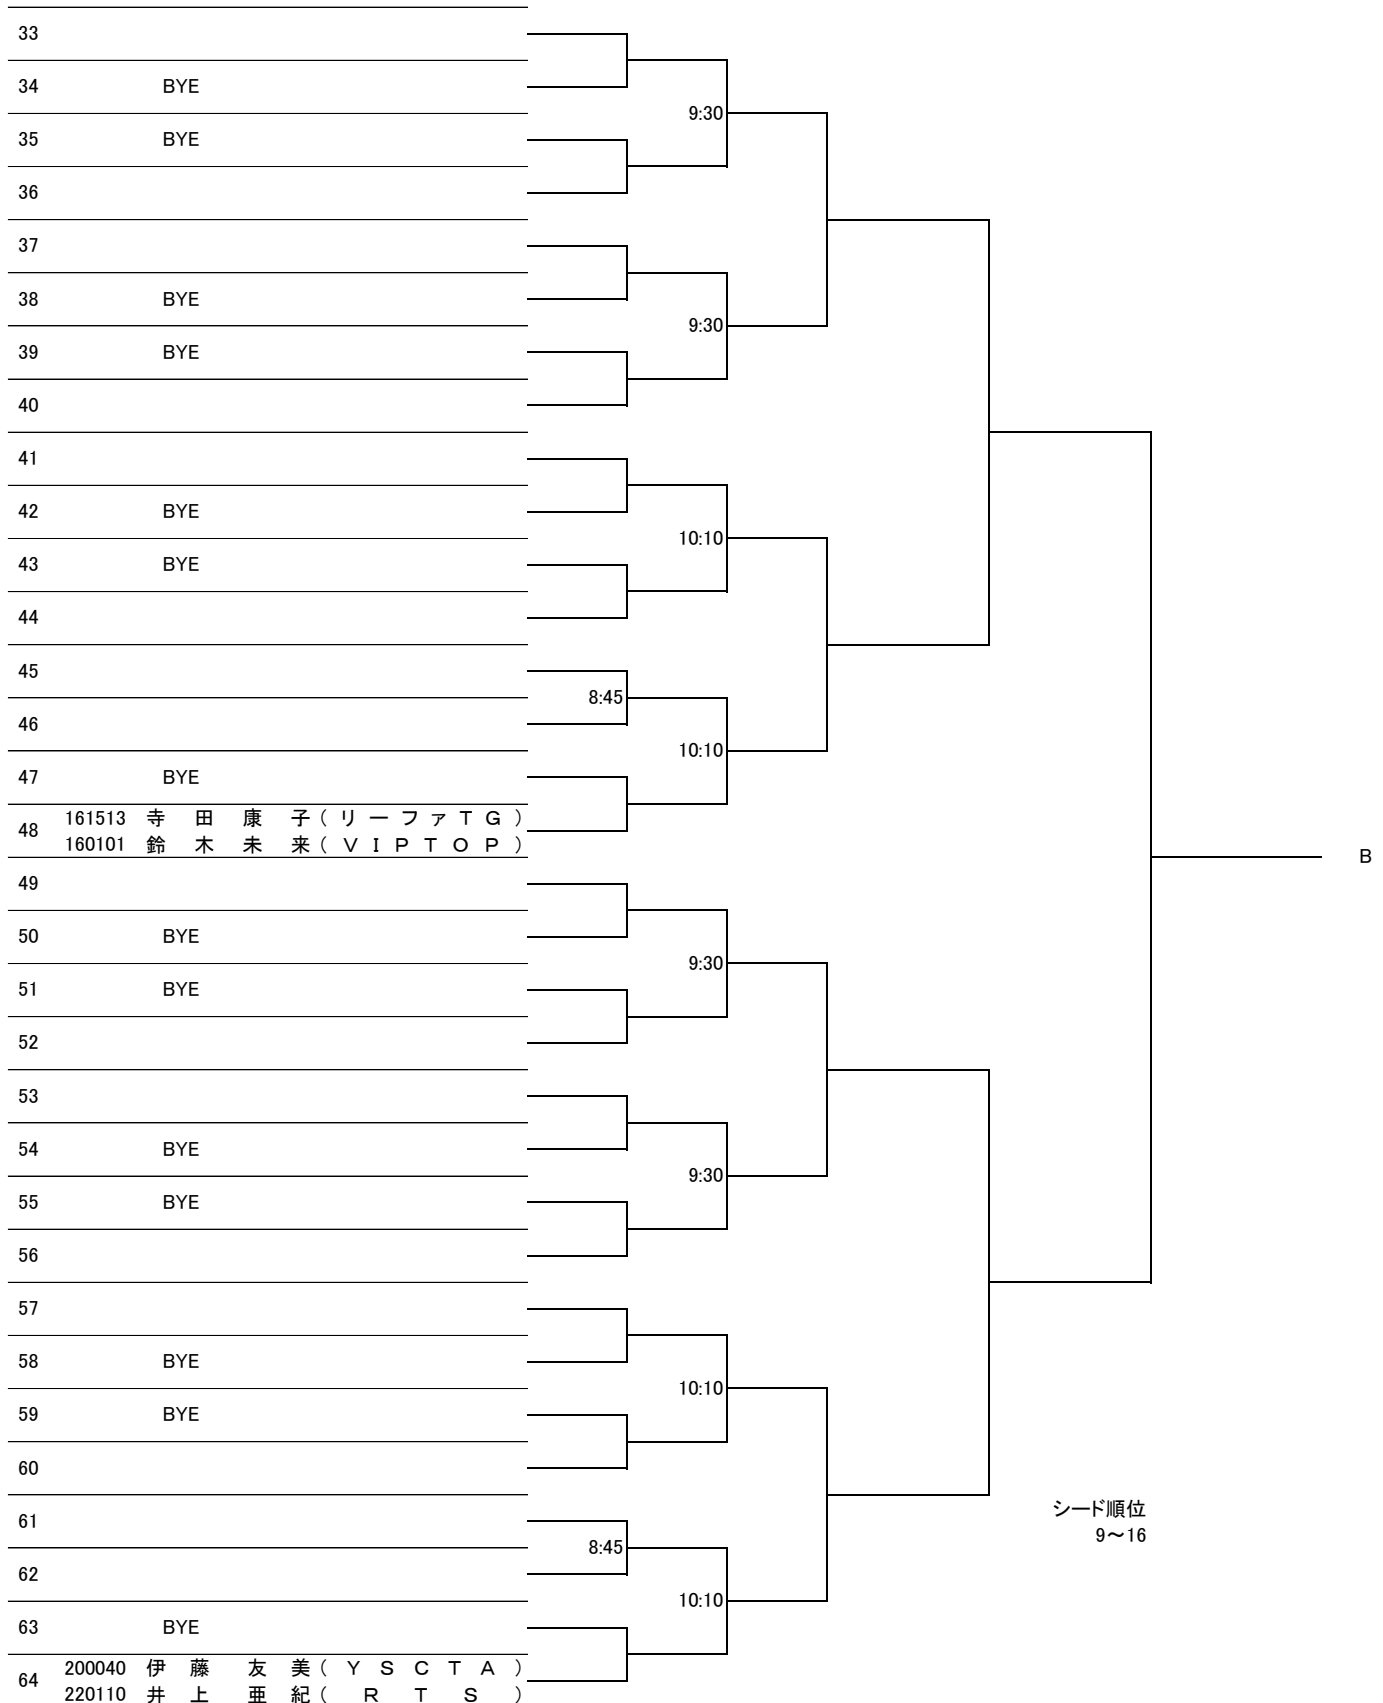 33
34 BYE
9:30
35 BYE
36
37
38 BYE
9:30
39 BYE
40
41
42 BYE
10:10
43 BYE
44
45
8:45
46
10:10
47 BYE
48 161513 寺田康子(リーファTG)
160101 鈴木未来(VIPTOP)
B
49
50 BYE
9:30
51 BYE
52
53
54 BYE
9:30
55 BYE
56
57
58 BYE
10:10
59 BYE
60
シード順位
61
9～16
8:45
62
10:10
63 BYE
64 200040 伊藤友美(YSCTA)
220110 井上亜紀(RTS)